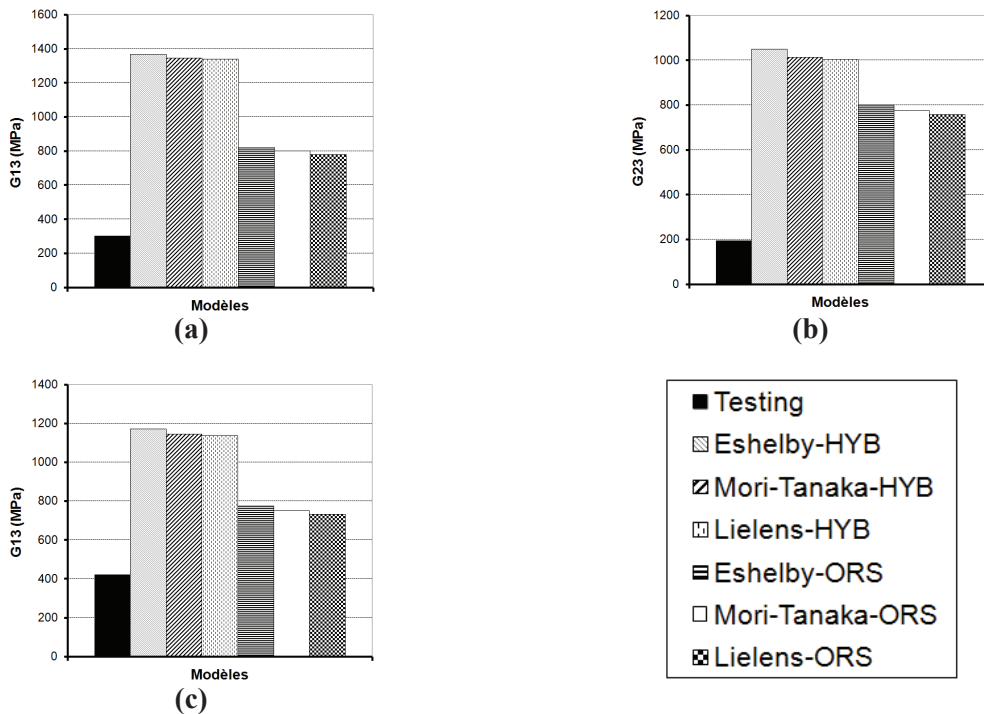 1600
1400
1200
1000
800
600
400
200
0
G13 (MPa)
Modèles
(a)
1200
1000
800
600
400
200
0
G23 (MPa)
Modèles
(b)
1400
1200
1000
800
600
400
200
0
G13 (MPa)
Modèles
(c)
Testing
Eshelby-HYB
Mori-Tanaka-HYB
Lielens-HYB
Eshelby-ORS
Mori-Tanaka-ORS
Lielens-ORS